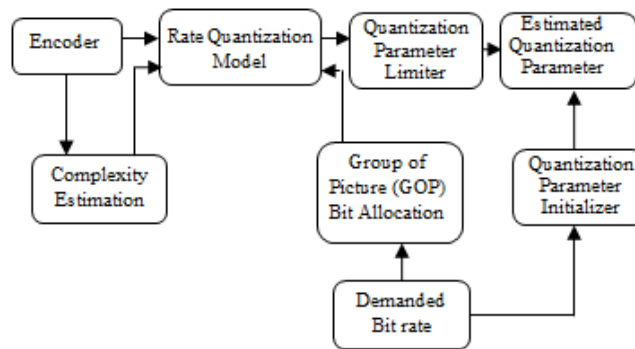 Encoder
Rate Quantization
Model
Quantization
Parameter
Limiter
Estimated
Quantization
Parameter
Complexity
Estimation
Group of
Picture (GOP)
Bit Allocation
Quantization
Parameter
Initializer
Demanded
Bit rate